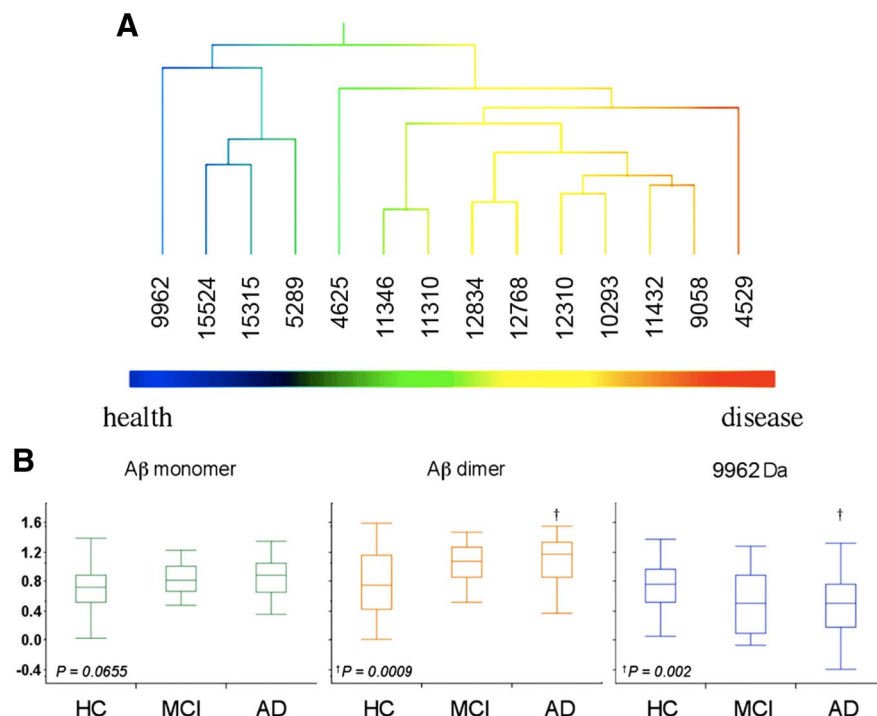 A
9962 15524 15315 5289 4625 11346 11310 12834 12768 12310 10293 11432 9058 4529
health disease
B
Aβ monomer Aβ dimer 9962 Da
† †
1.6
1.2
0.8
0.4
0.0
-0.4
P = 0.0655 †P = 0.0009 †P = 0.002
HC MCI AD HC MCI AD HC MCI AD